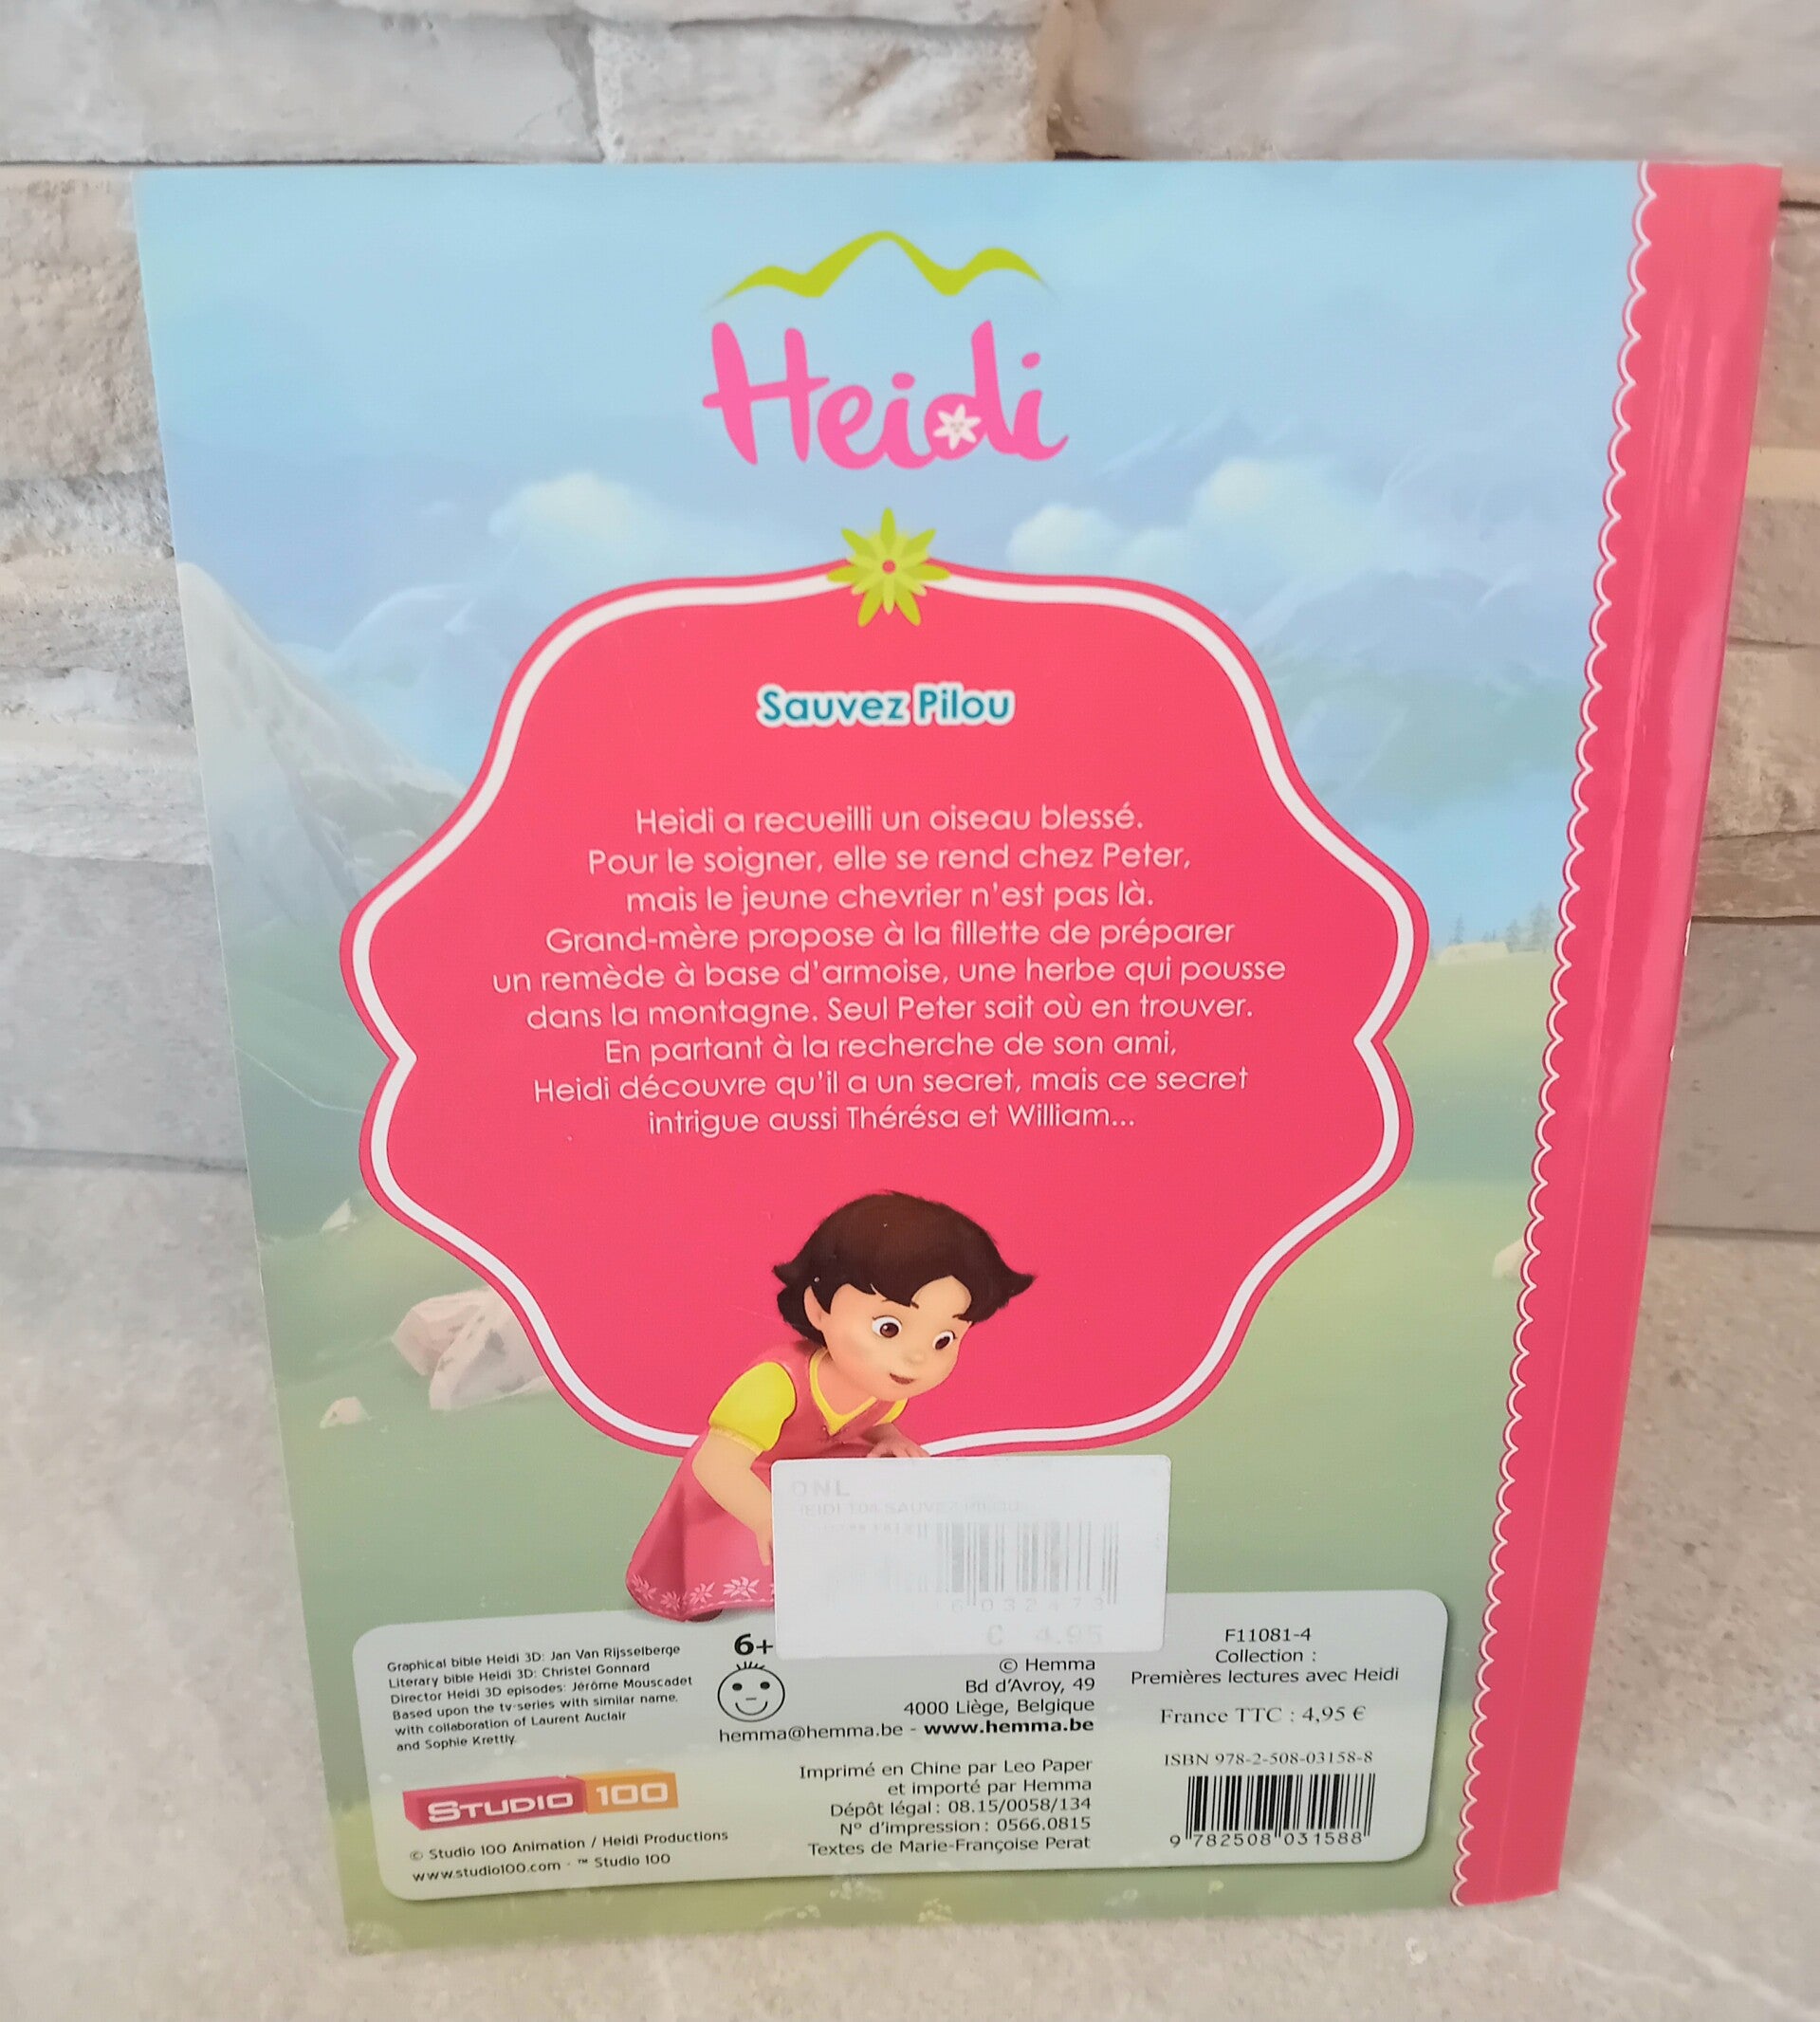 Heidi
Sauvez Pilou
Heidi a recueilli un oiseau blessé.
Pour le soigner, elle se rend chez Peter,
mais le jeune chevrier n'est pas là.
Grand-mère propose à la fillette de préparer
un remède à base d'armoise, une herbe qui pousse
dans la montagne. Seul Peter sait où en trouver.
En partant à la recherche de son ami,
Heidi découvre qu'il a un secret, mais ce secret
intrigue aussi Thérésa et William...
SAUVEZ PILOU
€ 4.95
Graphical bible Heidi 3D: Jan Van Rijsselberge
Literary bible Heidi 3D: Christel Gonnard
Director Heidi 3D episodes: Jérôme Mouscadet
Based upon the tv-series with similar name,
with collaboration of Laurent Auclair
and Sophie Krettly.
STUDIO 100
© Studio 100 Animation / Heidi Productions
www.studio100.com - ™ Studio 100
6+
© Hemma
Bd d'Avroy, 49
4000 Liège, Belgique
hemma@hemma.be - www.hemma.be
Imprimé en Chine par Leo Paper
et importé par Hemma
Dépôt légal : 08.15/0058/134
N° d'impression : 0566.0815
Textes de Marie-Françoise Perat
F11081-4
Collection :
Premières lectures avec Heidi
France TTC : 4,95 €
ISBN 978-2-508-03158-8
9 782508 031588